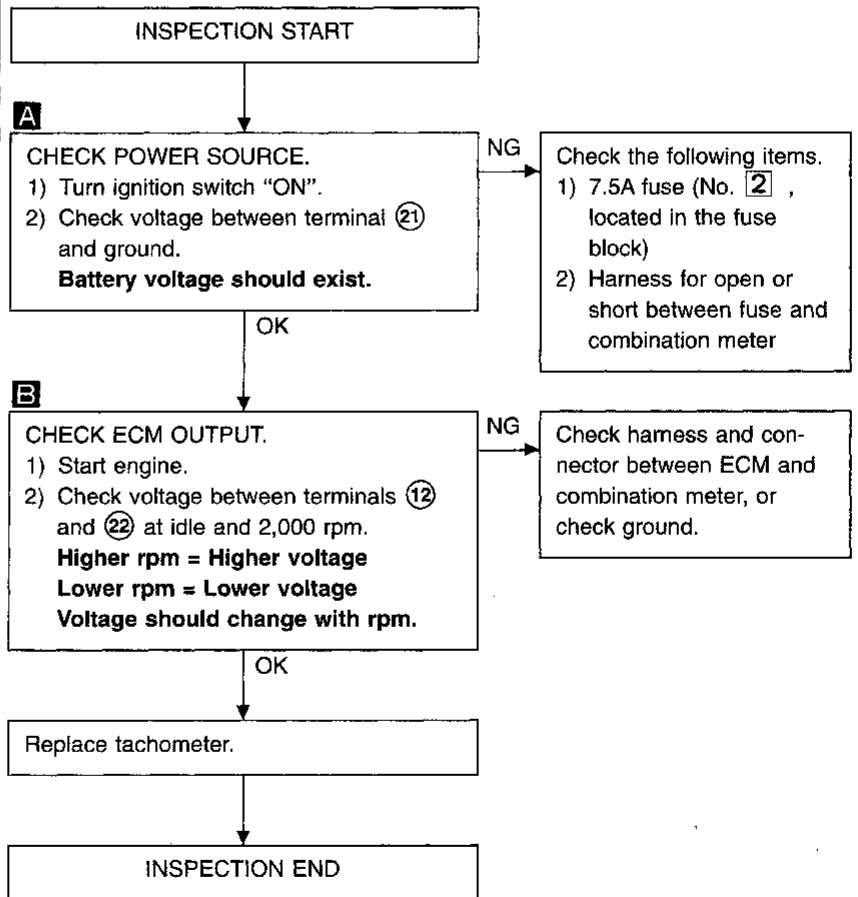 INSPECTION START
A
CHECK POWER SOURCE.
1) Turn ignition switch "ON".
2) Check voltage between terminal 21
and ground.
Battery voltage should exist.
NG
Check the following items.
1) 7.5A fuse (No. 2 ,
located in the fuse
block)
2) Harness for open or
short between fuse and
combination meter
OK
B
CHECK ECM OUTPUT.
1) Start engine.
2) Check voltage between terminals 12
and 22 at idle and 2,000 rpm.
Higher rpm = Higher voltage
Lower rpm = Lower voltage
Voltage should change with rpm.
NG
Check harness and con-
nector between ECM and
combination meter, or
check ground.
OK
Replace tachometer.
INSPECTION END